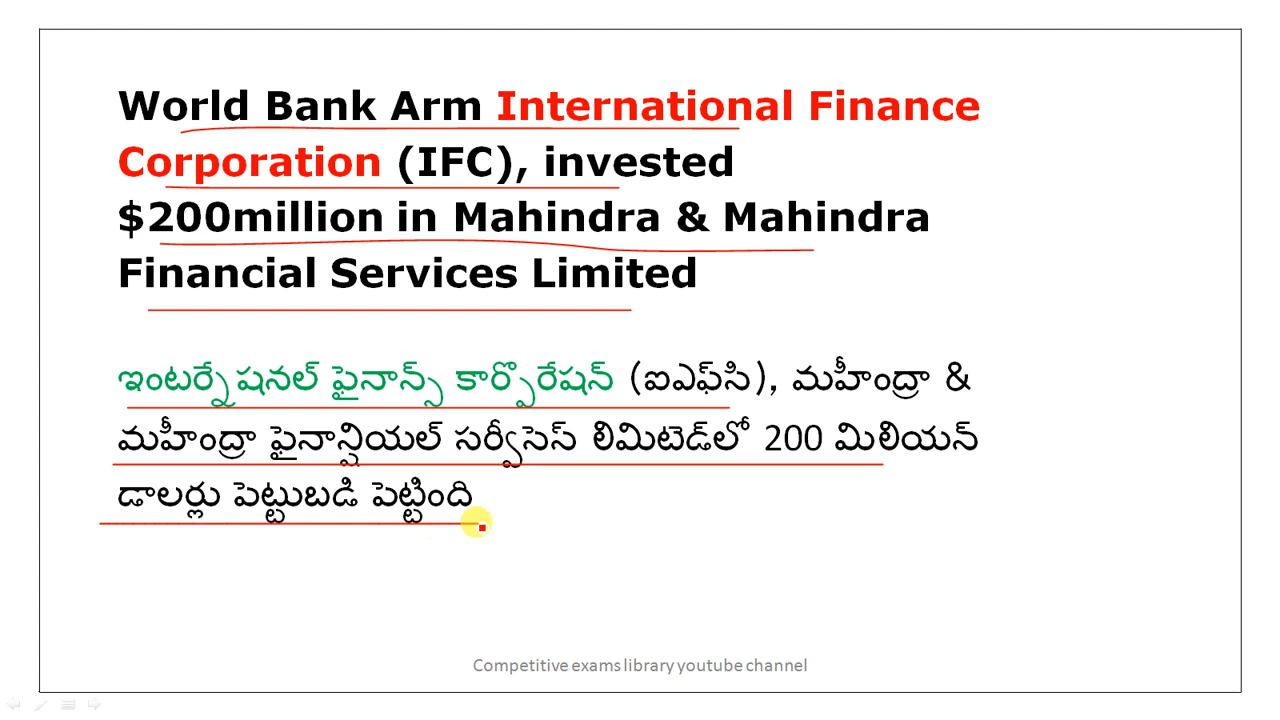 World Bank Arm International Finance
Corporation (IFC), invested
$200million in Mahindra & Mahindra
Financial Services Limited
ఇంటర్నేషనల్ ఫైనాన్స్ కార్పొరేషన్ (ఐఎఫ్‌సి), మహీంద్రా &
మహీంద్రా ఫైనాన్షియల్ సర్వీసెస్ లిమిటెడ్‌లో 200 మిలియన్
డాలర్లు పెట్టుబడి పెట్టింది
Competitive exams library youtube channel